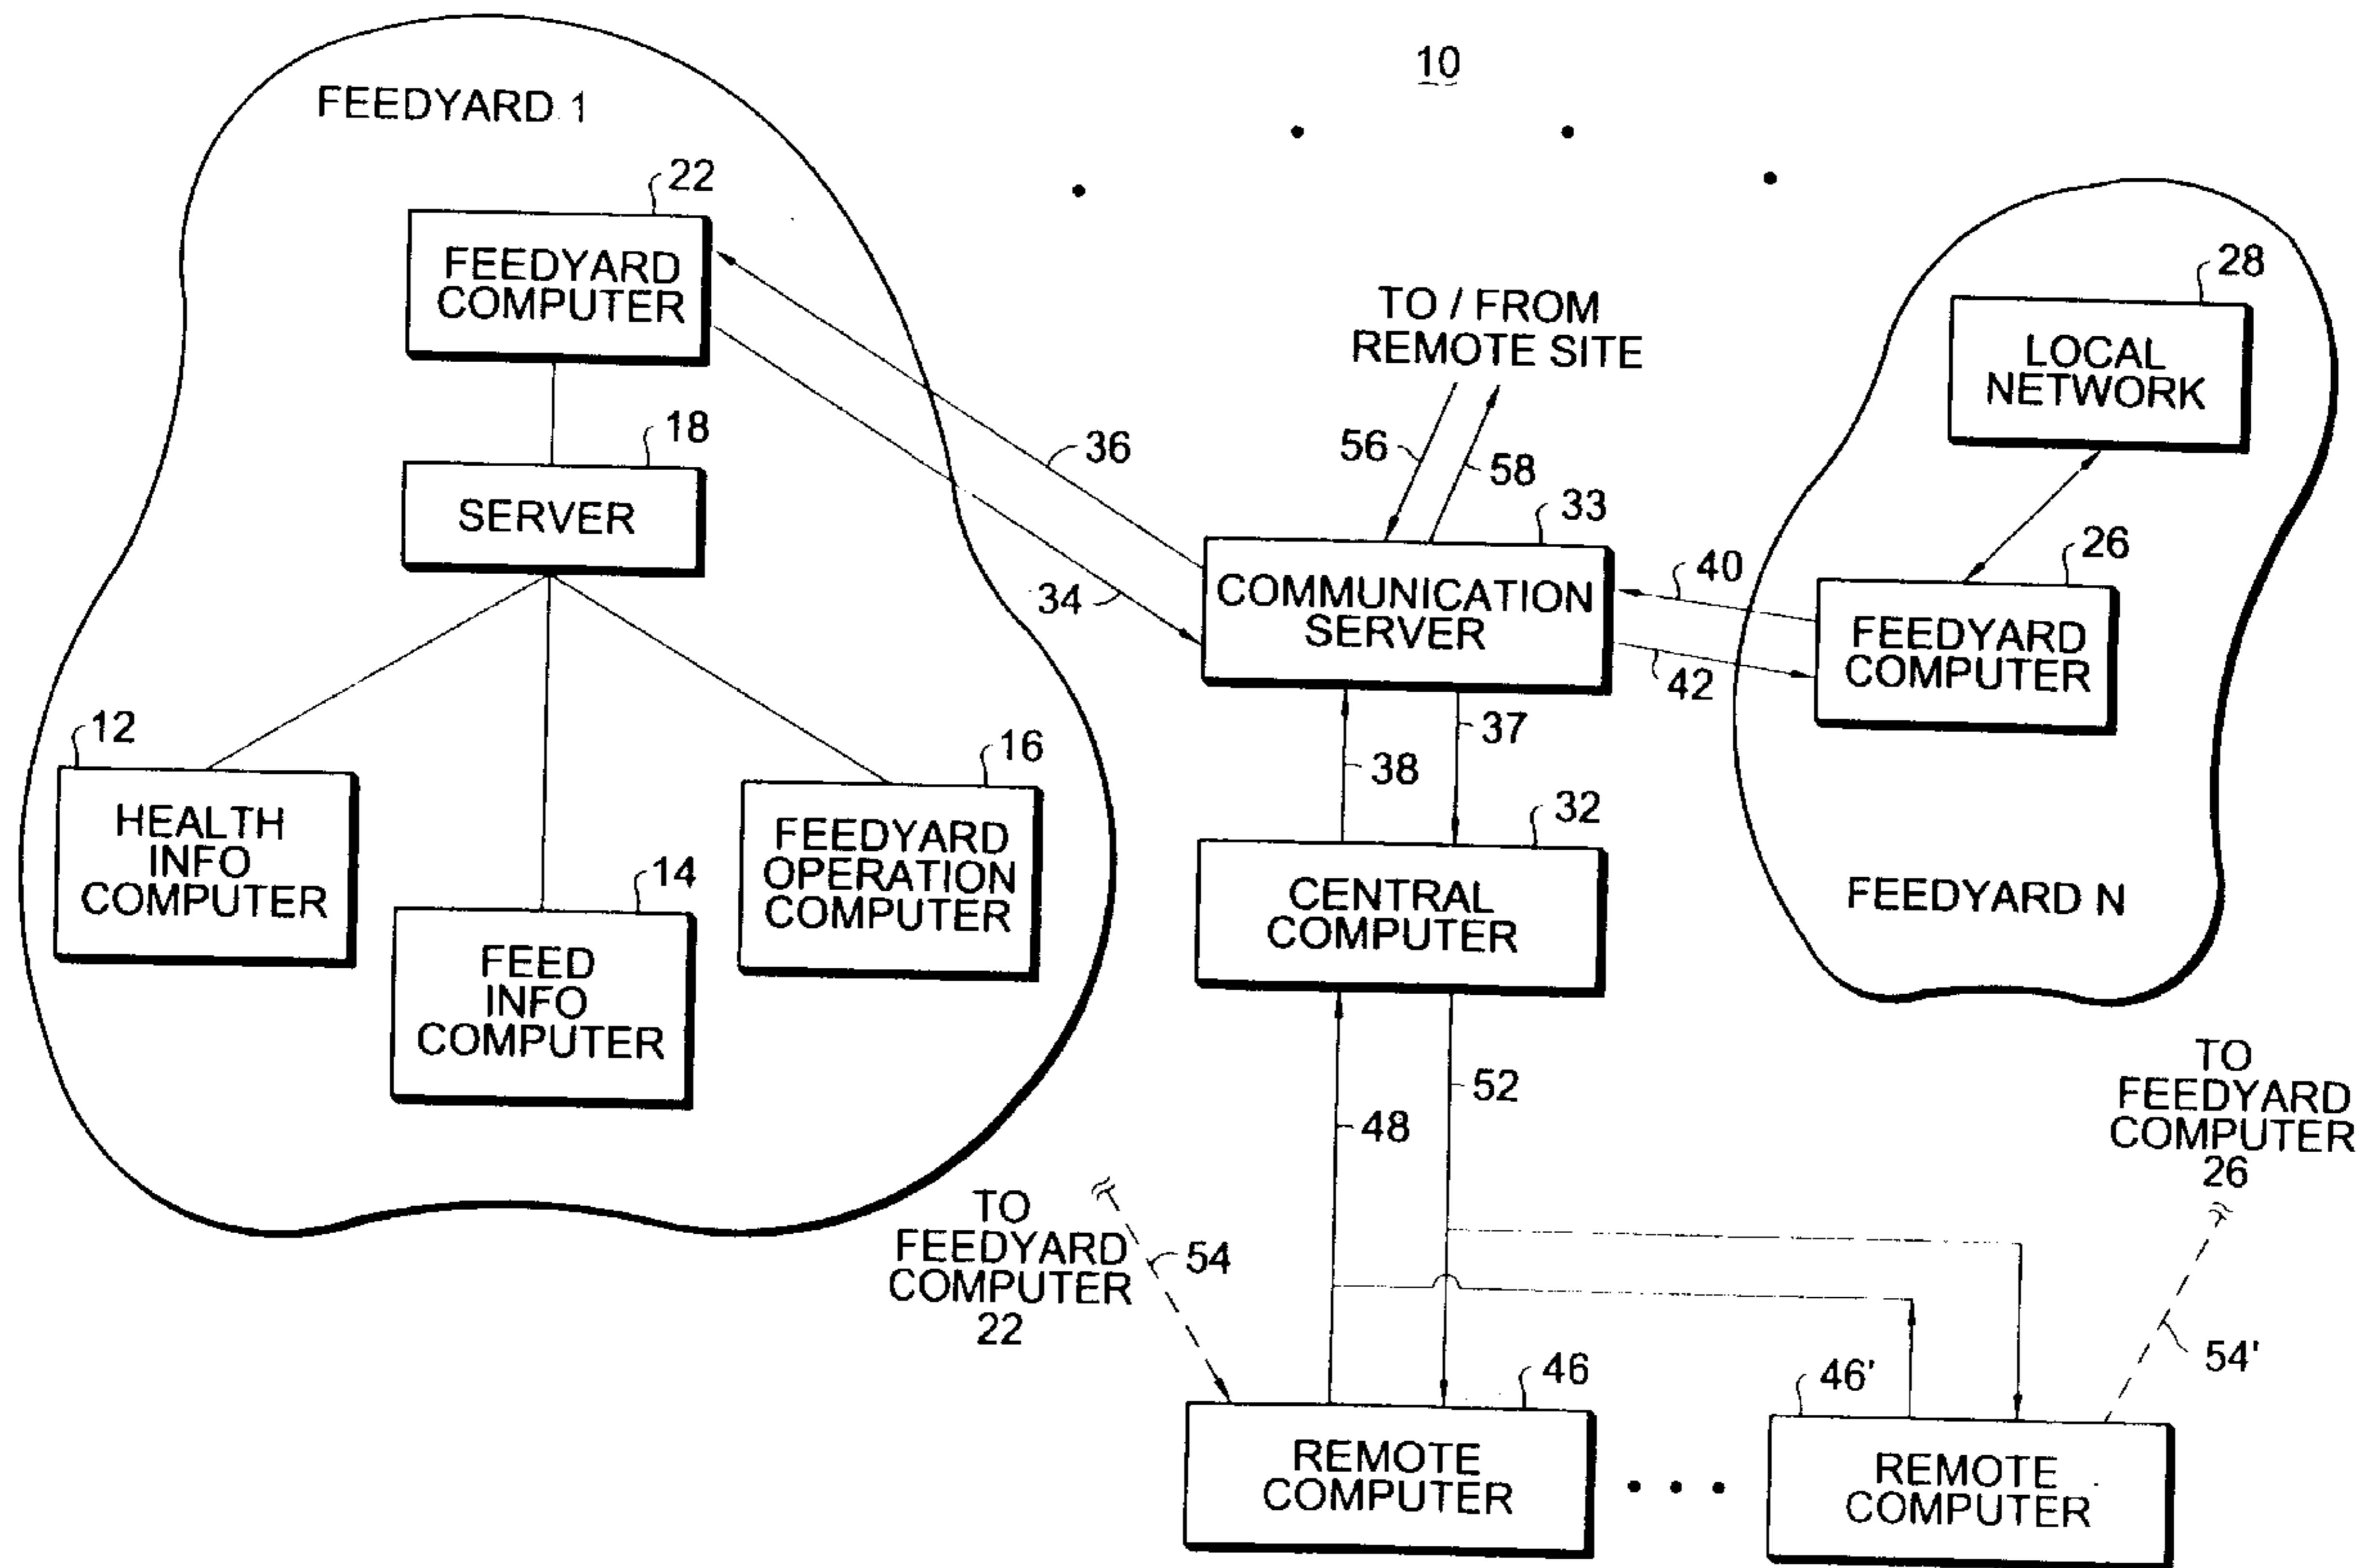 10
FEEDYARD 1
22
FEEDYARD
COMPUTER
18
SERVER
12
HEALTH
INFO
COMPUTER
14
FEED
INFO
COMPUTER
16
FEEDYARD
OPERATION
COMPUTER
36
34
TO / FROM
REMOTE SITE
56
58
33
COMMUNICATION
SERVER
40
42
28
LOCAL
NETWORK
26
FEEDYARD
COMPUTER
FEEDYARD N
38
37
32
CENTRAL
COMPUTER
48
52
TO
FEEDYARD
COMPUTER
22
54
TO
FEEDYARD
COMPUTER
26
54'
46
REMOTE
COMPUTER
46'
REMOTE
COMPUTER